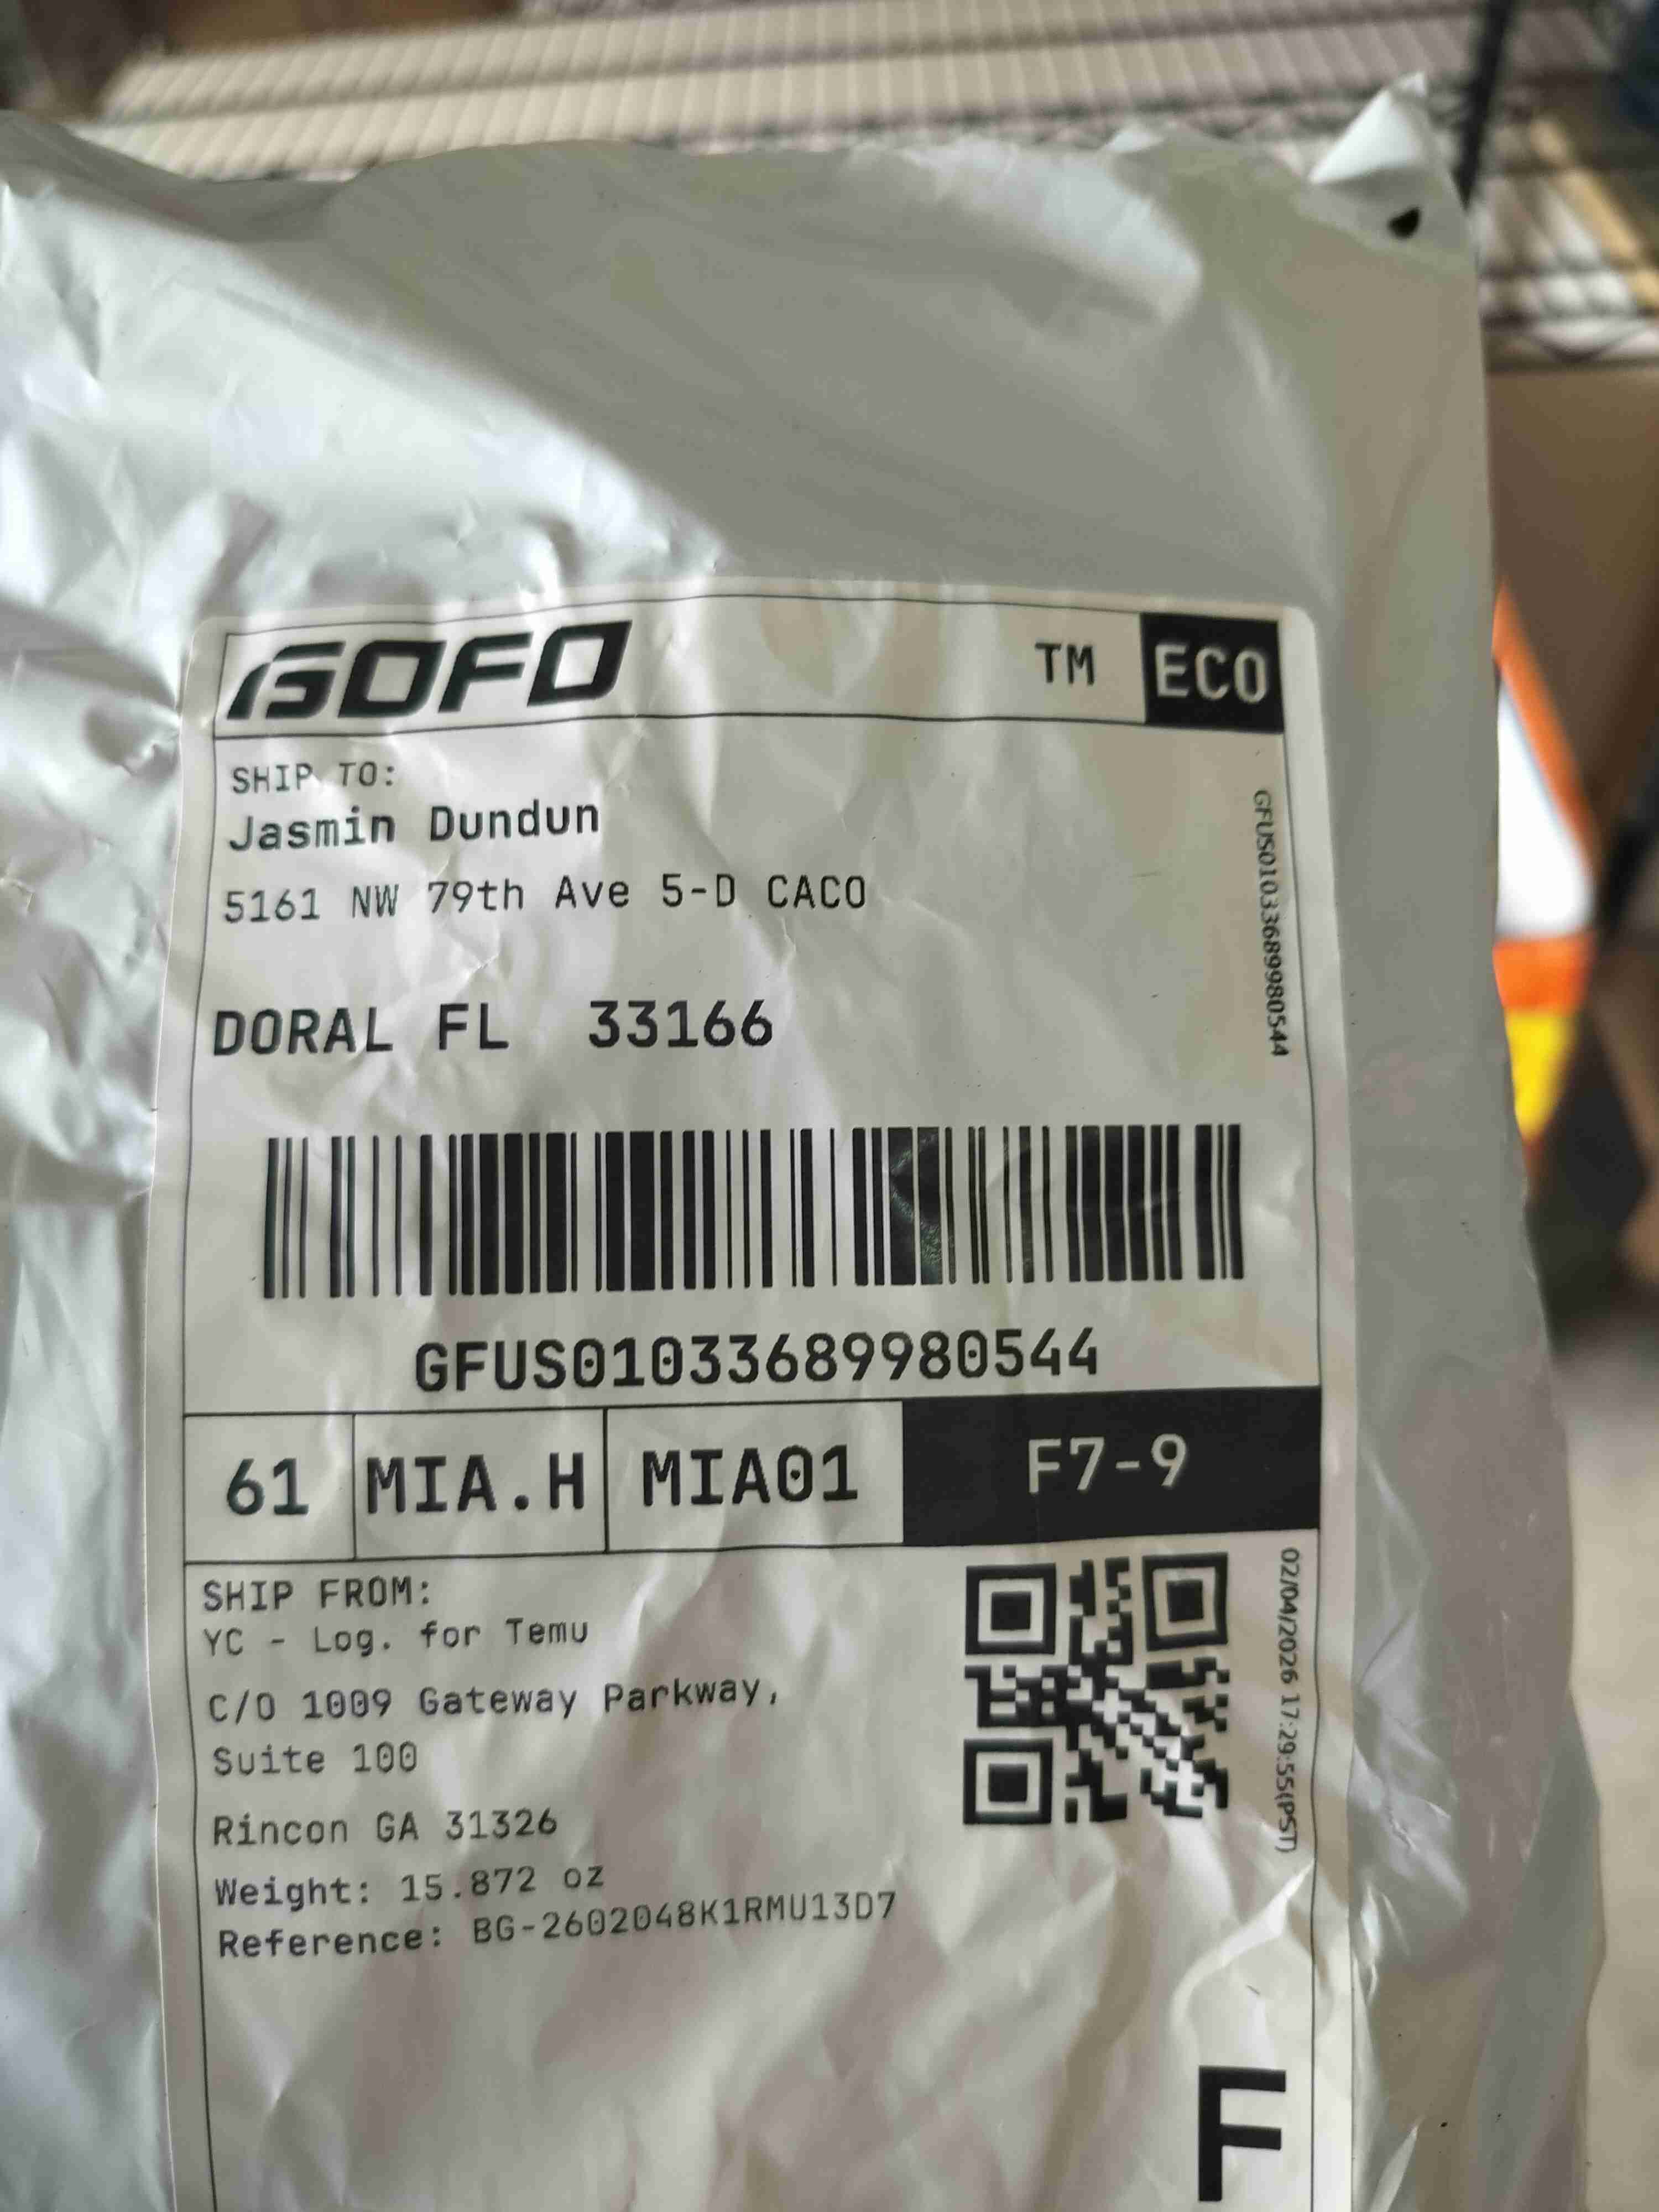 GOFO TM ECO
SHIP TO:
Jasmin Dundun
5161 NW 79th Ave 5-D CACO
DORAL FL 33166
GFUS01033689980544
GFUS01033689980544
61 MIA.H MIA01 F7-9
SHIP FROM:
YC - Log. for Temu
C/O 1009 Gateway Parkway,
Suite 100
Rincon GA 31326
Weight: 15.872 oz
Reference: BG-2602048K1RMU13D7
02/04/2026 17:29:55(PST)
F